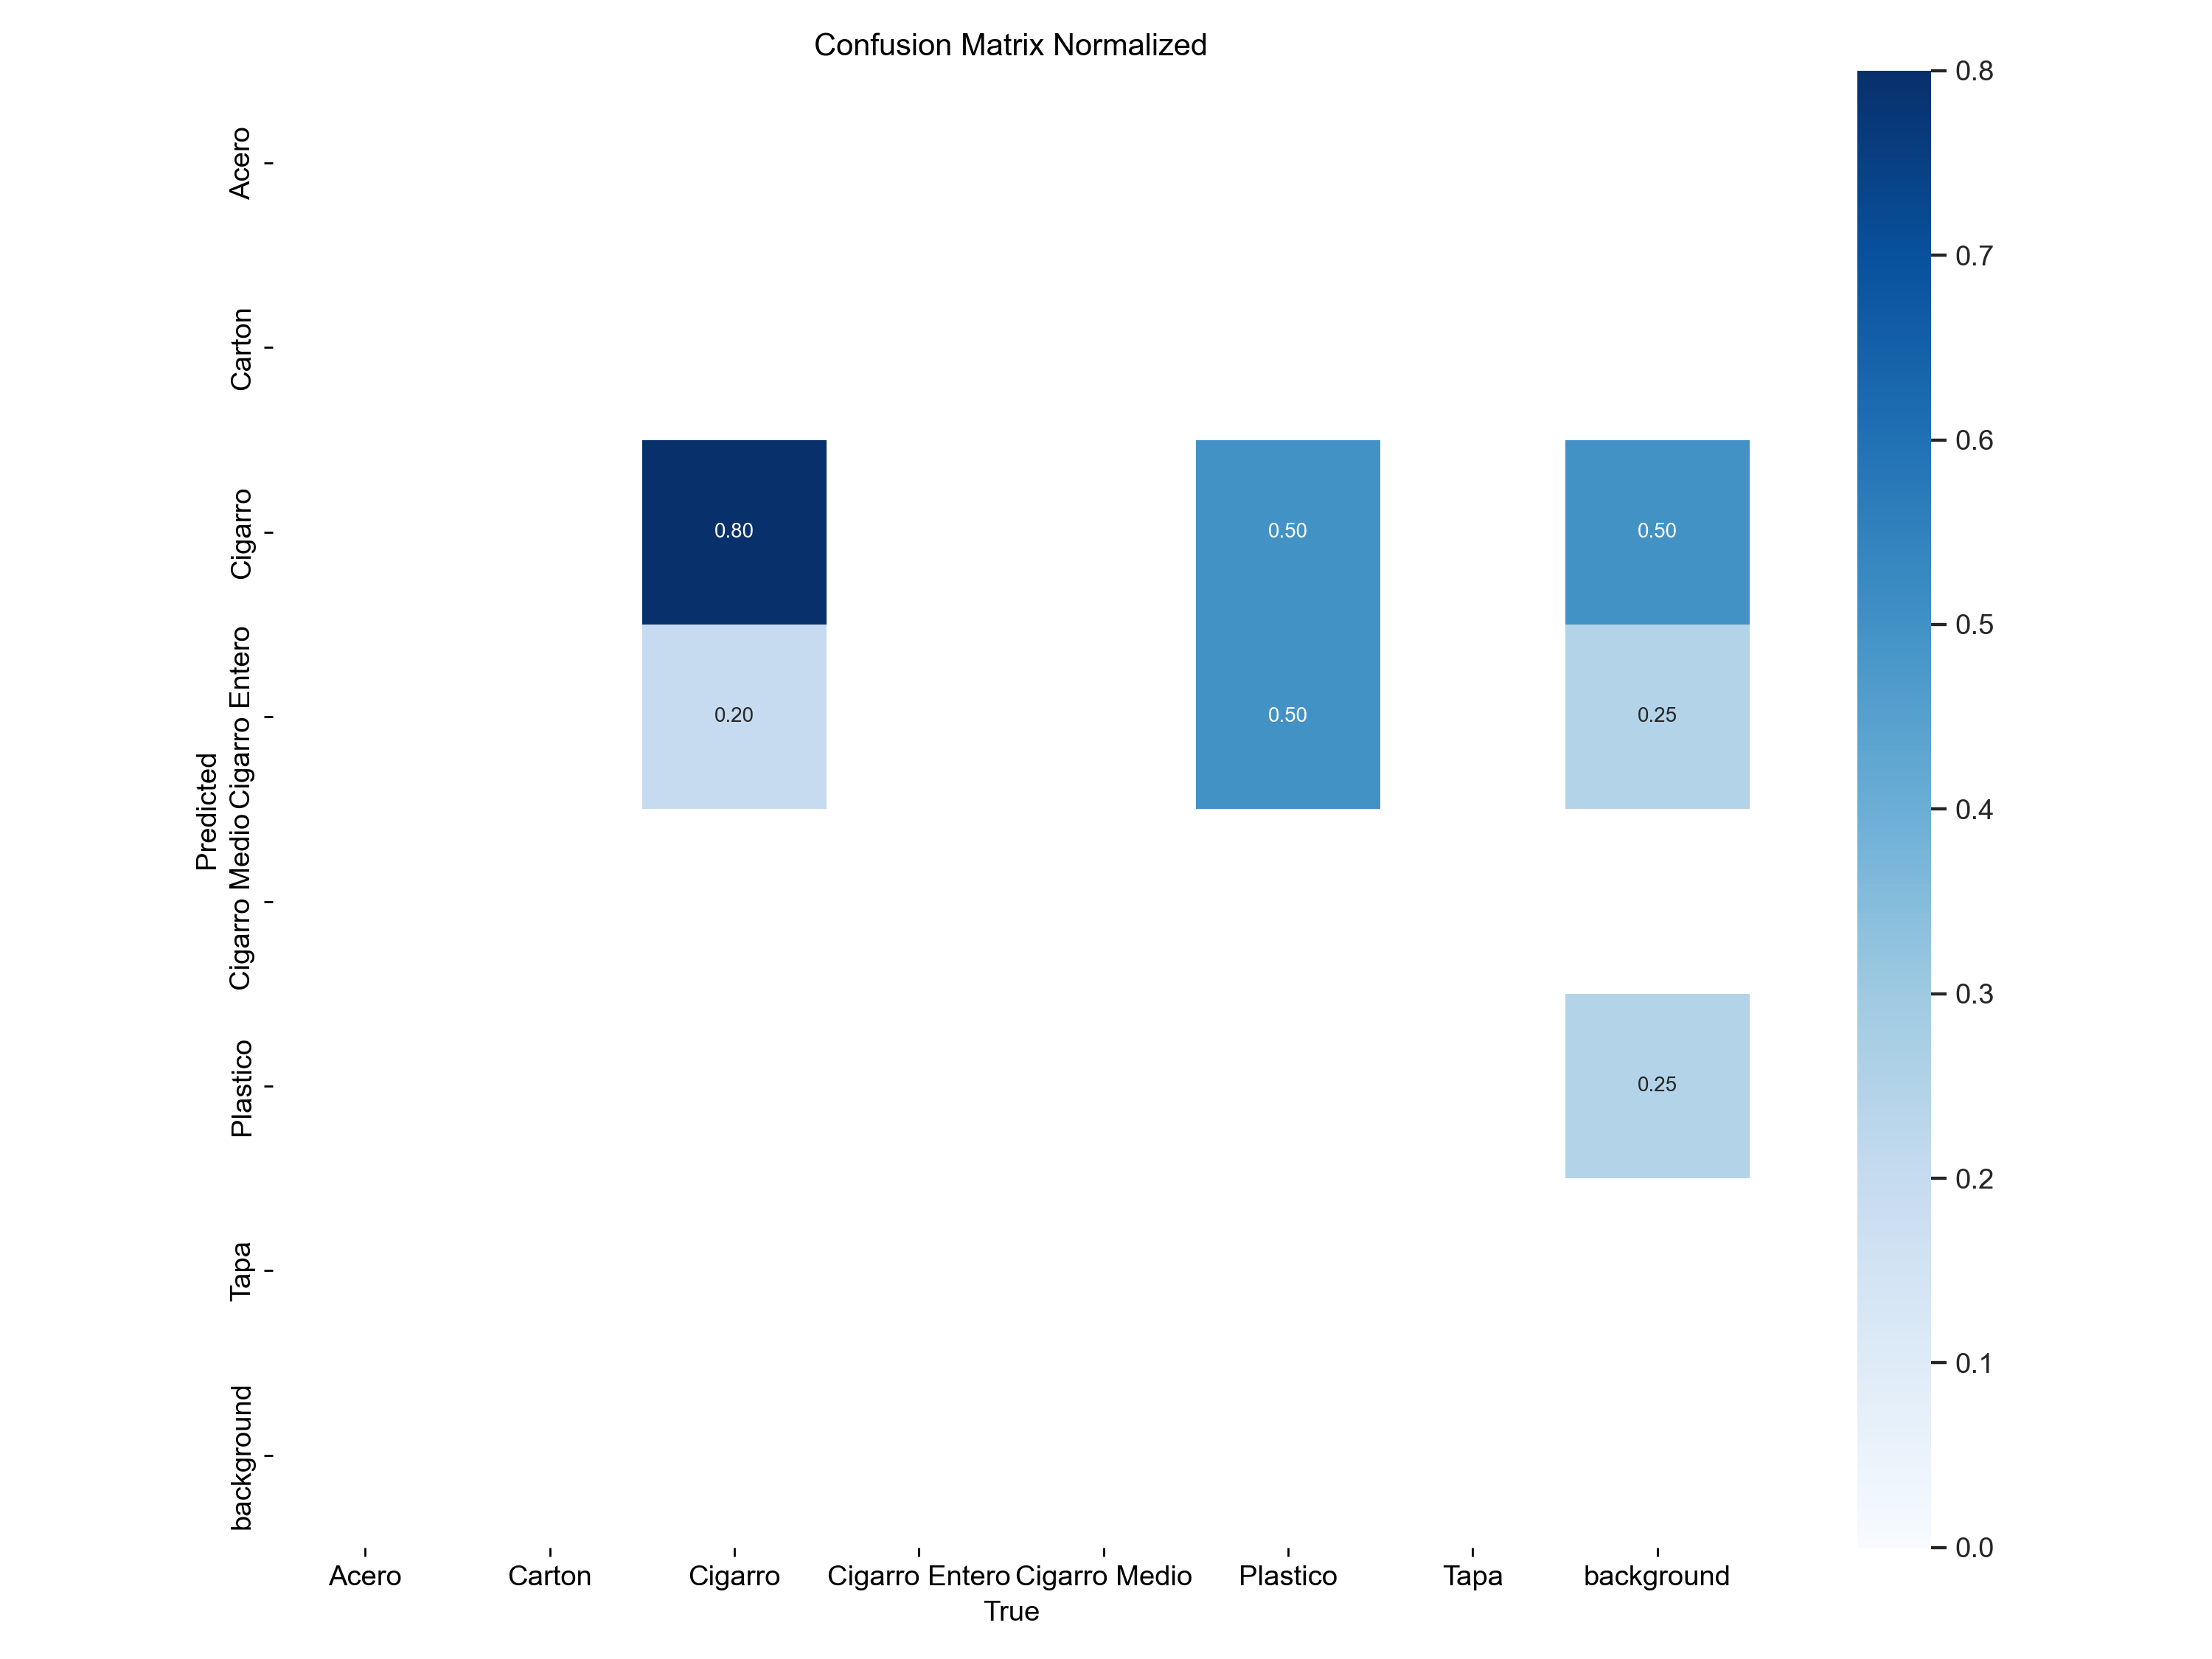 Confusion Matrix Normalized
Predicted
Acero
Carton
Cigarro
Cigarro Entero
Cigarro Medio
Plastico
Tapa
background
0.80
0.50
0.50
0.20
0.50
0.25
0.25
Acero
Carton
Cigarro
Cigarro Entero
Cigarro Medio
Plastico
Tapa
background
True
0.8
0.7
0.6
0.5
0.4
0.3
0.2
0.1
0.0